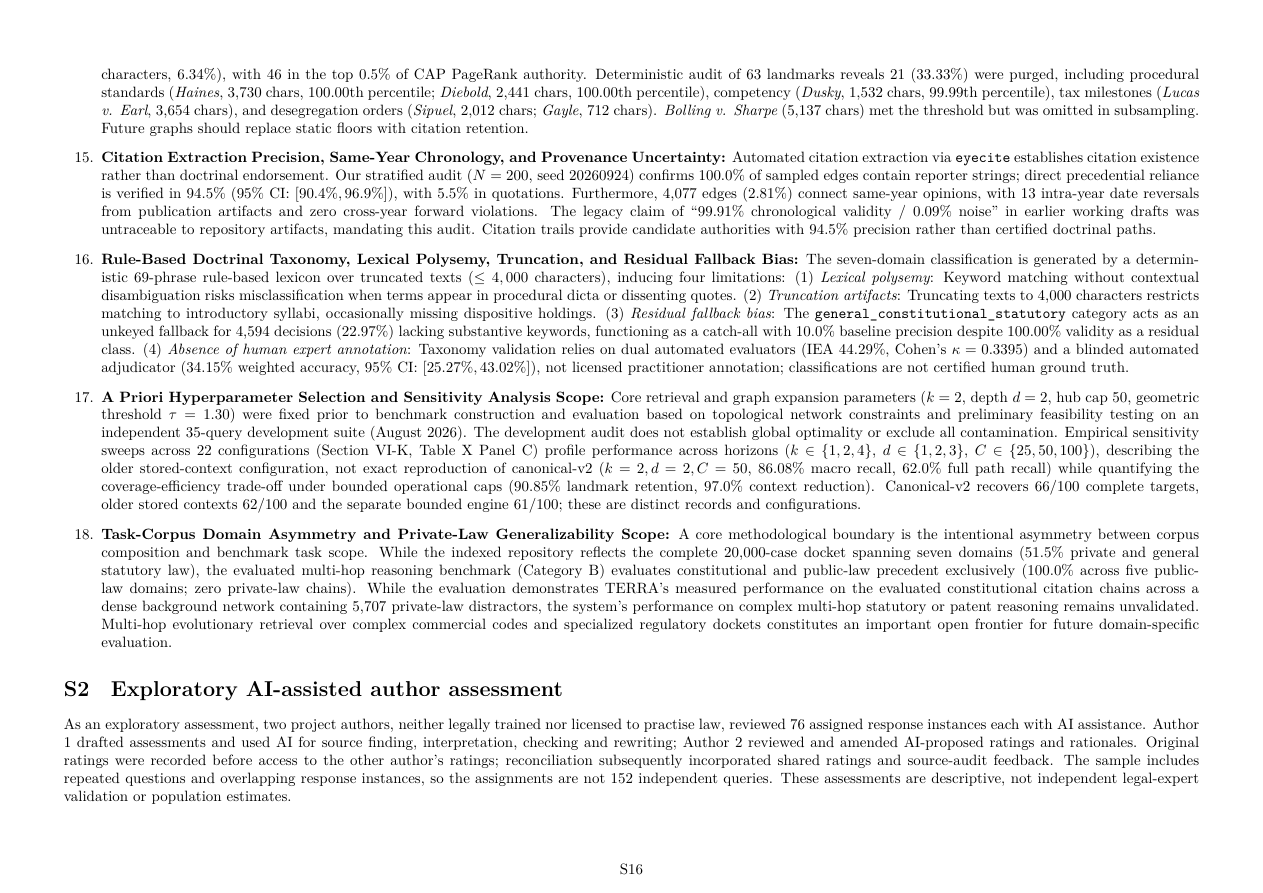 characters, 6.34%), with 46 in the top 0.5% of CAP PageRank authority. Deterministic audit of 63 landmarks reveals 21 (33.33%) were purged, including procedural
standards (Haines, 3,730 chars, 100.00th percentile; Diebold, 2,441 chars, 100.00th percentile), competency (Dusky, 1,532 chars, 99.99th percentile), tax milestones (Lucas
v. Earl, 3,654 chars), and desegregation orders (Sipuel, 2,012 chars; Gayle, 712 chars). Bolling v. Sharpe (5,137 chars) met the threshold but was omitted in subsampling.
Future graphs should replace static floors with citation retention.
15. Citation Extraction Precision, Same-Year Chronology, and Provenance Uncertainty: Automated citation extraction via eyecite establishes citation existence
rather than doctrinal endorsement. Our stratified audit (N = 200, seed 20260924) confirms 100.0% of sampled edges contain reporter strings; direct precedential reliance
is verified in 94.5% (95% CI: [90.4%, 96.9%]), with 5.5% in quotations. Furthermore, 4,077 edges (2.81%) connect same-year opinions, with 13 intra-year date reversals
from publication artifacts and zero cross-year forward violations. The legacy claim of “99.91% chronological validity / 0.09% noise” in earlier working drafts was
untraceable to repository artifacts, mandating this audit. Citation trails provide candidate authorities with 94.5% precision rather than certified doctrinal paths.
16. Rule-Based Doctrinal Taxonomy, Lexical Polysemy, Truncation, and Residual Fallback Bias: The seven-domain classification is generated by a determin-
istic 69-phrase rule-based lexicon over truncated texts (≤ 4,000 characters), inducing four limitations: (1) Lexical polysemy: Keyword matching without contextual
disambiguation risks misclassification when terms appear in procedural dicta or dissenting quotes. (2) Truncation artifacts: Truncating texts to 4,000 characters restricts
matching to introductory syllabi, occasionally missing dispositive holdings. (3) Residual fallback bias: The general_constitutional_statutory category acts as an
unkeyed fallback for 4,594 decisions (22.97%) lacking substantive keywords, functioning as a catch-all with 10.0% baseline precision despite 100.00% validity as a residual
class. (4) Absence of human expert annotation: Taxonomy validation relies on dual automated evaluators (IEA 44.29%, Cohen’s κ = 0.3395) and a blinded automated
adjudicator (34.15% weighted accuracy, 95% CI: [25.27%, 43.02%]), not licensed practitioner annotation; classifications are not certified human ground truth.
17. A Priori Hyperparameter Selection and Sensitivity Analysis Scope: Core retrieval and graph expansion parameters (k = 2, depth d = 2, hub cap 50, geometric
threshold τ = 1.30) were fixed prior to benchmark construction and evaluation based on topological network constraints and preliminary feasibility testing on an
independent 35-query development suite (August 2026). The development audit does not establish global optimality or exclude all contamination. Empirical sensitivity
sweeps across 22 configurations (Section VI-K, Table X Panel C) profile performance across horizons (k ∈ {1, 2, 4}, d ∈ {1, 2, 3}, C ∈ {25, 50, 100}), describing the
older stored-context configuration, not exact reproduction of canonical-v2 (k = 2, d = 2, C = 50, 86.08% macro recall, 62.0% full path recall) while quantifying the
coverage-efficiency trade-off under bounded operational caps (90.85% landmark retention, 97.0% context reduction). Canonical-v2 recovers 66/100 complete targets,
older stored contexts 62/100 and the separate bounded engine 61/100; these are distinct records and configurations.
18. Task-Corpus Domain Asymmetry and Private-Law Generalizability Scope: A core methodological boundary is the intentional asymmetry between corpus
composition and benchmark task scope. While the indexed repository reflects the complete 20,000-case docket spanning seven domains (51.5% private and general
statutory law), the evaluated multi-hop reasoning benchmark (Category B) evaluates constitutional and public-law precedent exclusively (100.0% across five public-
law domains; zero private-law chains). While the evaluation demonstrates TERRA’s measured performance on the evaluated constitutional citation chains across a
dense background network containing 5,707 private-law distractors, the system’s performance on complex multi-hop statutory or patent reasoning remains unvalidated.
Multi-hop evolutionary retrieval over complex commercial codes and specialized regulatory dockets constitutes an important open frontier for future domain-specific
evaluation.
S2 Exploratory AI-assisted author assessment
As an exploratory assessment, two project authors, neither legally trained nor licensed to practise law, reviewed 76 assigned response instances each with AI assistance. Author
1 drafted assessments and used AI for source finding, interpretation, checking and rewriting; Author 2 reviewed and amended AI-proposed ratings and rationales. Original
ratings were recorded before access to the other author’s ratings; reconciliation subsequently incorporated shared ratings and source-audit feedback. The sample includes
repeated questions and overlapping response instances, so the assignments are not 152 independent queries. These assessments are descriptive, not independent legal-expert
validation or population estimates.
S16